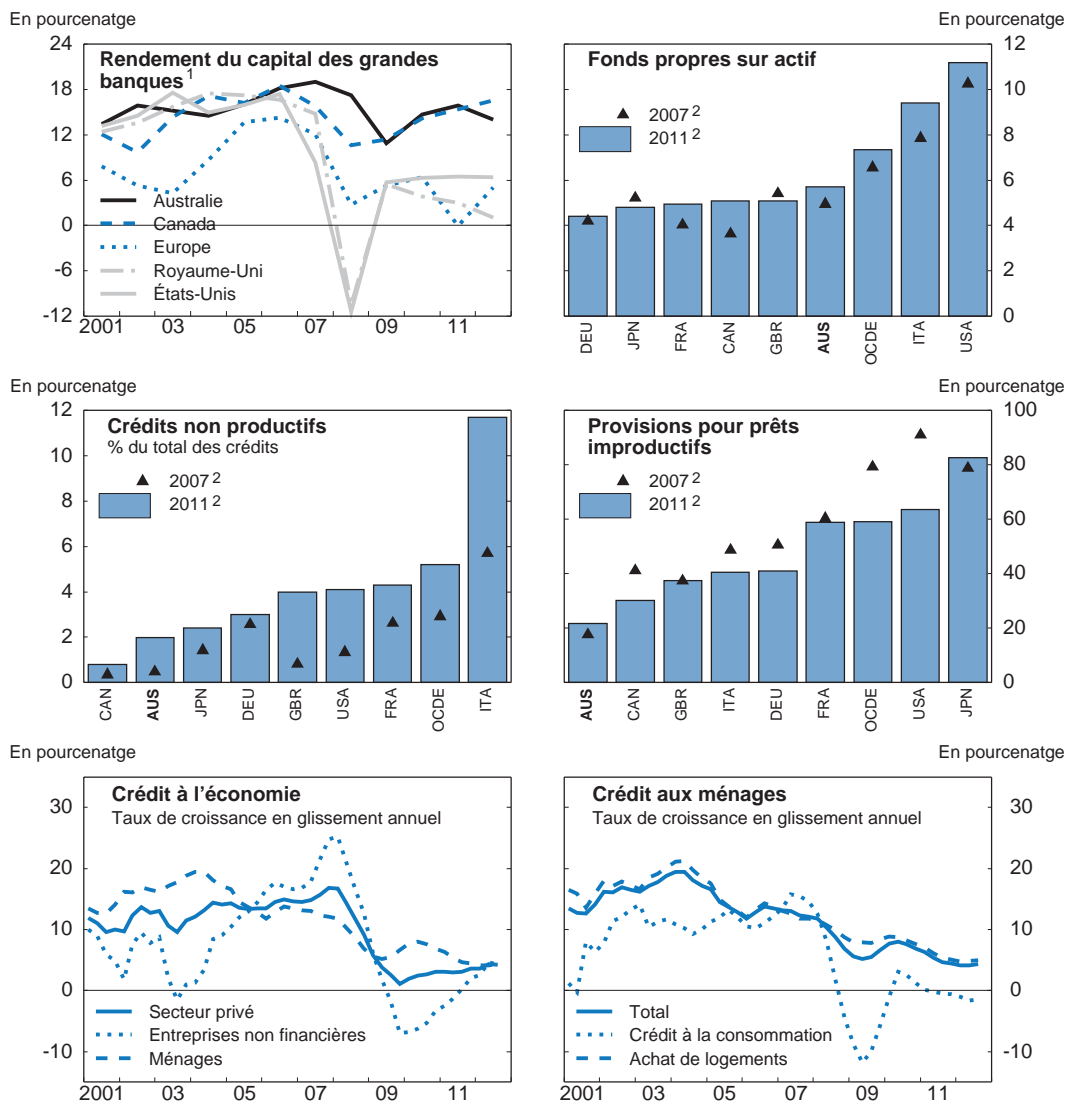 En pourcenatge
En pourcenatge
24
18
12
6
0
-6
-12
Rendement du capital des grandes
banques1
Australie
Canada
Europe
Royaume-Uni
États-Unis
2001 03 05 07 09 11
Fonds propres sur actif
2007 2
2011 2
12
10
8
6
4
2
0
DEU JPN FRA CAN GBR AUS OCDE ITA USA
En pourcenatge
En pourcenatge
12
10
8
6
4
2
0
Crédits non productifs
% du total des crédits
2007 2
2011 2
CAN AUS JPN DEU GBR USA FRA OCDE ITA
Provisions pour prêts
improductifs
2007 2
2011 2
100
80
60
40
20
0
AUS CAN GBR ITA DEU FRA OCDE USA JPN
En pourcenatge
En pourcenatge
30
20
10
0
-10
Crédit à l'économie
Taux de croissance en glissement annuel
Secteur privé
Entreprises non financières
Ménages
2001 03 05 07 09 11
Crédit aux ménages
Taux de croissance en glissement annuel
Total
Crédit à la consommation
Achat de logements
30
20
10
0
-10
2001 03 05 07 09 11